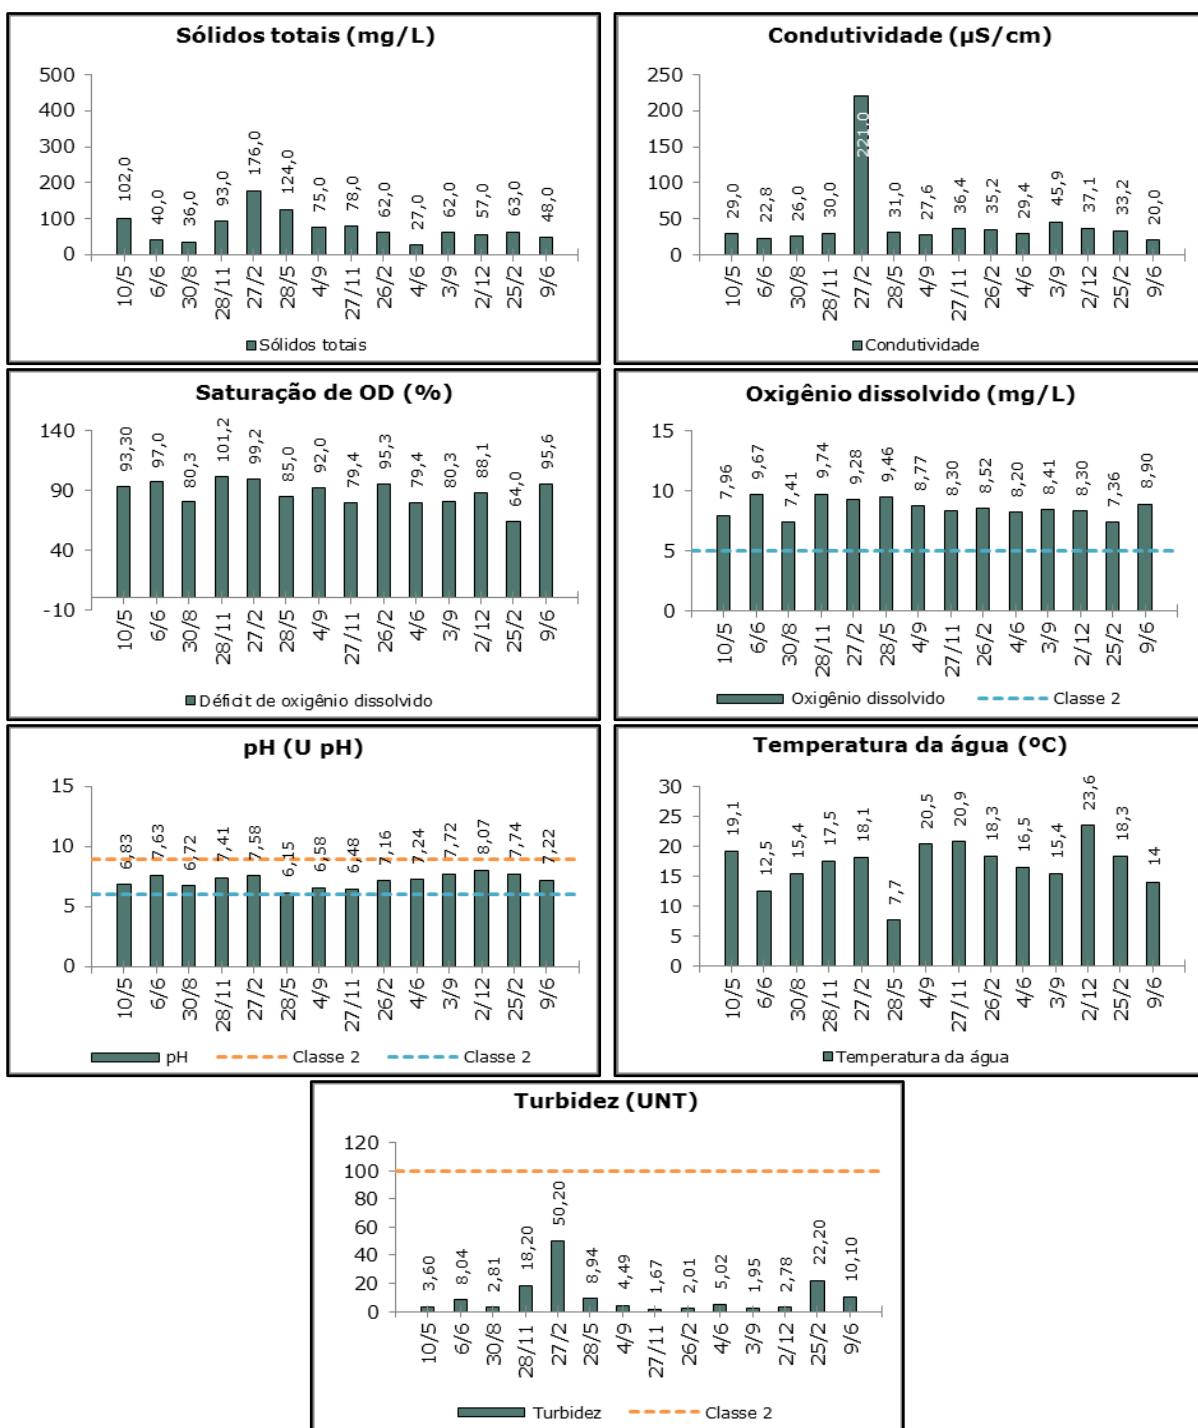 Sólidos totais (mg/L)
500
400
300
200
100
0
102,0 40,0 36,0 93,0 176,0 124,0 75,0 78,0 62,0 27,0 62,0 57,0 63,0 48,0
10/5 6/6 30/8 28/11 27/2 28/5 4/9 27/11 26/2 4/6 3/9 2/12 25/2 9/6
Sólidos totais
Condutividade (µS/cm)
250
200
150
100
50
0
29,0 22,8 26,0 30,0 221,0 31,0 27,6 36,4 35,2 29,4 45,9 37,1 33,2 20,0
10/5 6/6 30/8 28/11 27/2 28/5 4/9 27/11 26/2 4/6 3/9 2/12 25/2 9/6
Condutividade
Saturação de OD (%)
140
90
40
-10
93,30 97,0 80,3 101,2 99,2 85,0 92,0 79,4 95,3 79,4 80,3 88,1 64,0 95,6
10/5 6/6 30/8 28/11 27/2 28/5 4/9 27/11 26/2 4/6 3/9 2/12 25/2 9/6
Déficit de oxigênio dissolvido
Oxigênio dissolvido (mg/L)
15
10
5
0
7,96 9,67 7,41 9,74 9,28 9,46 8,77 8,30 8,52 8,20 8,41 8,30 7,36 8,90
10/5 6/6 30/8 28/11 27/2 28/5 4/9 27/11 26/2 4/6 3/9 2/12 25/2 9/6
Oxigênio dissolvido Classe 2
pH (U pH)
15
10
5
0
6,83 7,63 6,72 7,41 7,58 6,15 6,58 6,48 7,16 7,24 7,72 8,07 7,74 7,22
10/5 6/6 30/8 28/11 27/2 28/5 4/9 27/11 26/2 4/6 3/9 2/12 25/2 9/6
pH Classe 2 Classe 2
Temperatura da água (ºC)
30
25
20
15
10
5
0
19,1 12,5 15,4 17,5 18,1 7,7 20,5 20,9 18,3 16,5 15,4 23,6 18,3 14
10/5 6/6 30/8 28/11 27/2 28/5 4/9 27/11 26/2 4/6 3/9 2/12 25/2 9/6
Temperatura da água
Turbidez (UNT)
120
100
80
60
40
20
0
3,60 8,04 2,81 18,20 50,20 8,94 4,49 1,67 2,01 5,02 1,95 2,78 22,20 10,10
10/5 6/6 30/8 28/11 27/2 28/5 4/9 27/11 26/2 4/6 3/9 2/12 25/2 9/6
Turbidez Classe 2